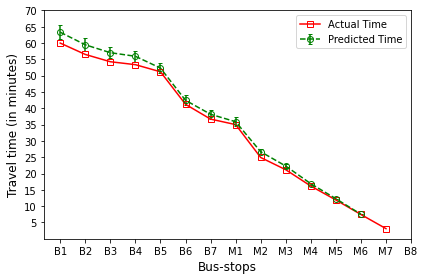 70
65
60
55
50
45
40
35
30
25
20
15
10
5
Travel time (in minutes)
Actual Time
Predicted Time
B1 B2 B3 B4 B5 B6 B7 M1 M2 M3 M4 M5 M6 M7 B8
Bus-stops